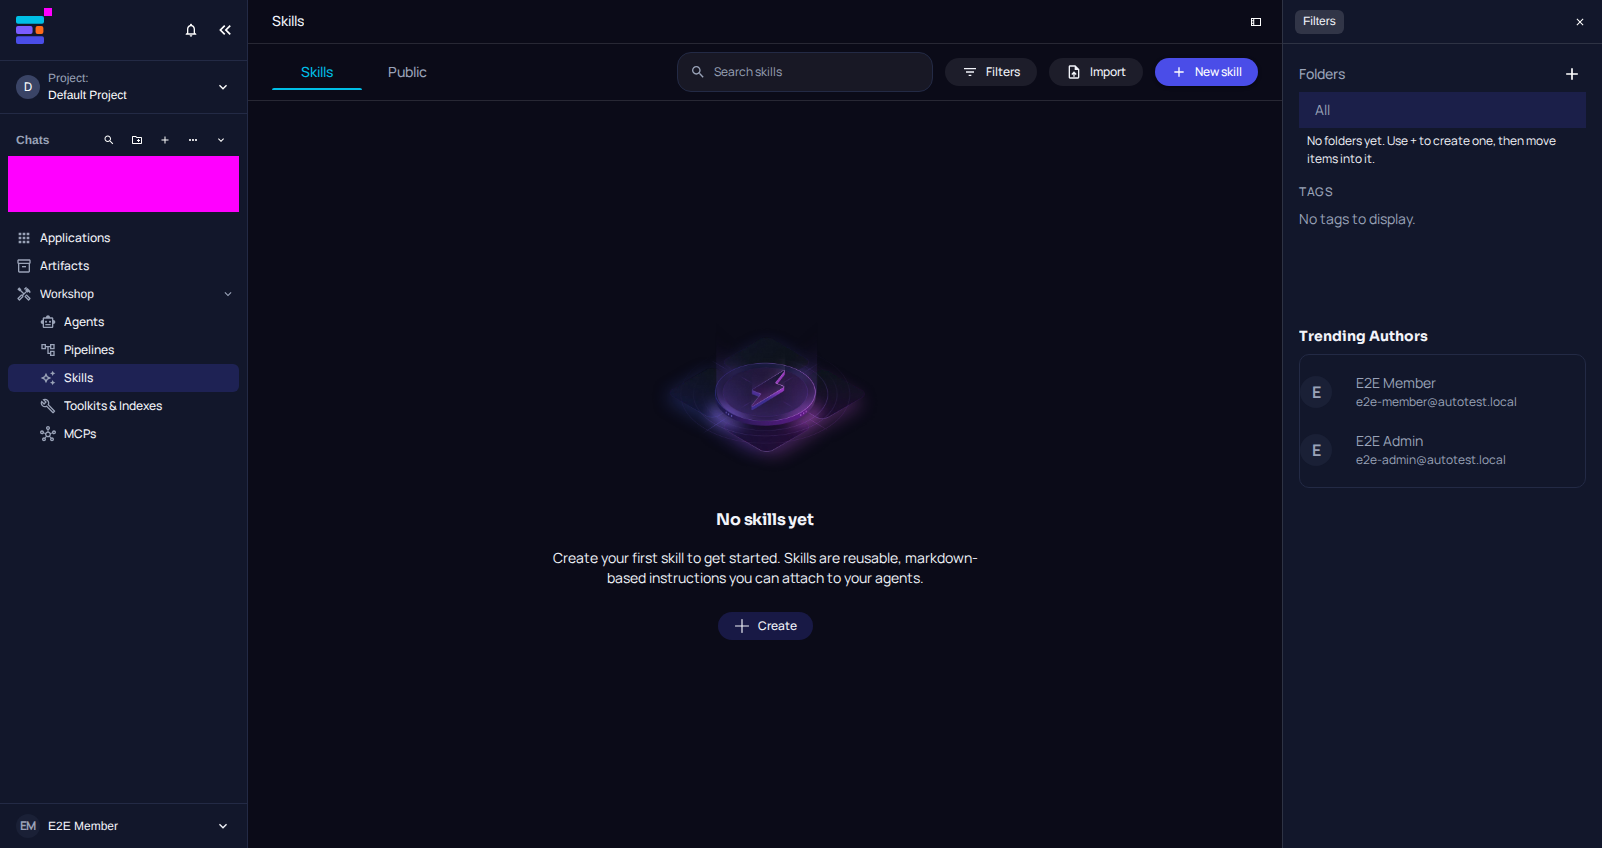 D
Project:
Default Project
Chats
Applications
Artifacts
Workshop
Agents
Pipelines
Skills
Toolkits & Indexes
MCPs
EM
E2E Member
Skills
Skills
Public
Search skills
Filters
Import
New skill
No skills yet
Create your first skill to get started. Skills are reusable, markdown-
based instructions you can attach to your agents.
Create
Filters
Folders
All
No folders yet. Use + to create one, then move
items into it.
TAGS
No tags to display.
Trending Authors
E
E2E Member
e2e-member@autotest.local
E
E2E Admin
e2e-admin@autotest.local